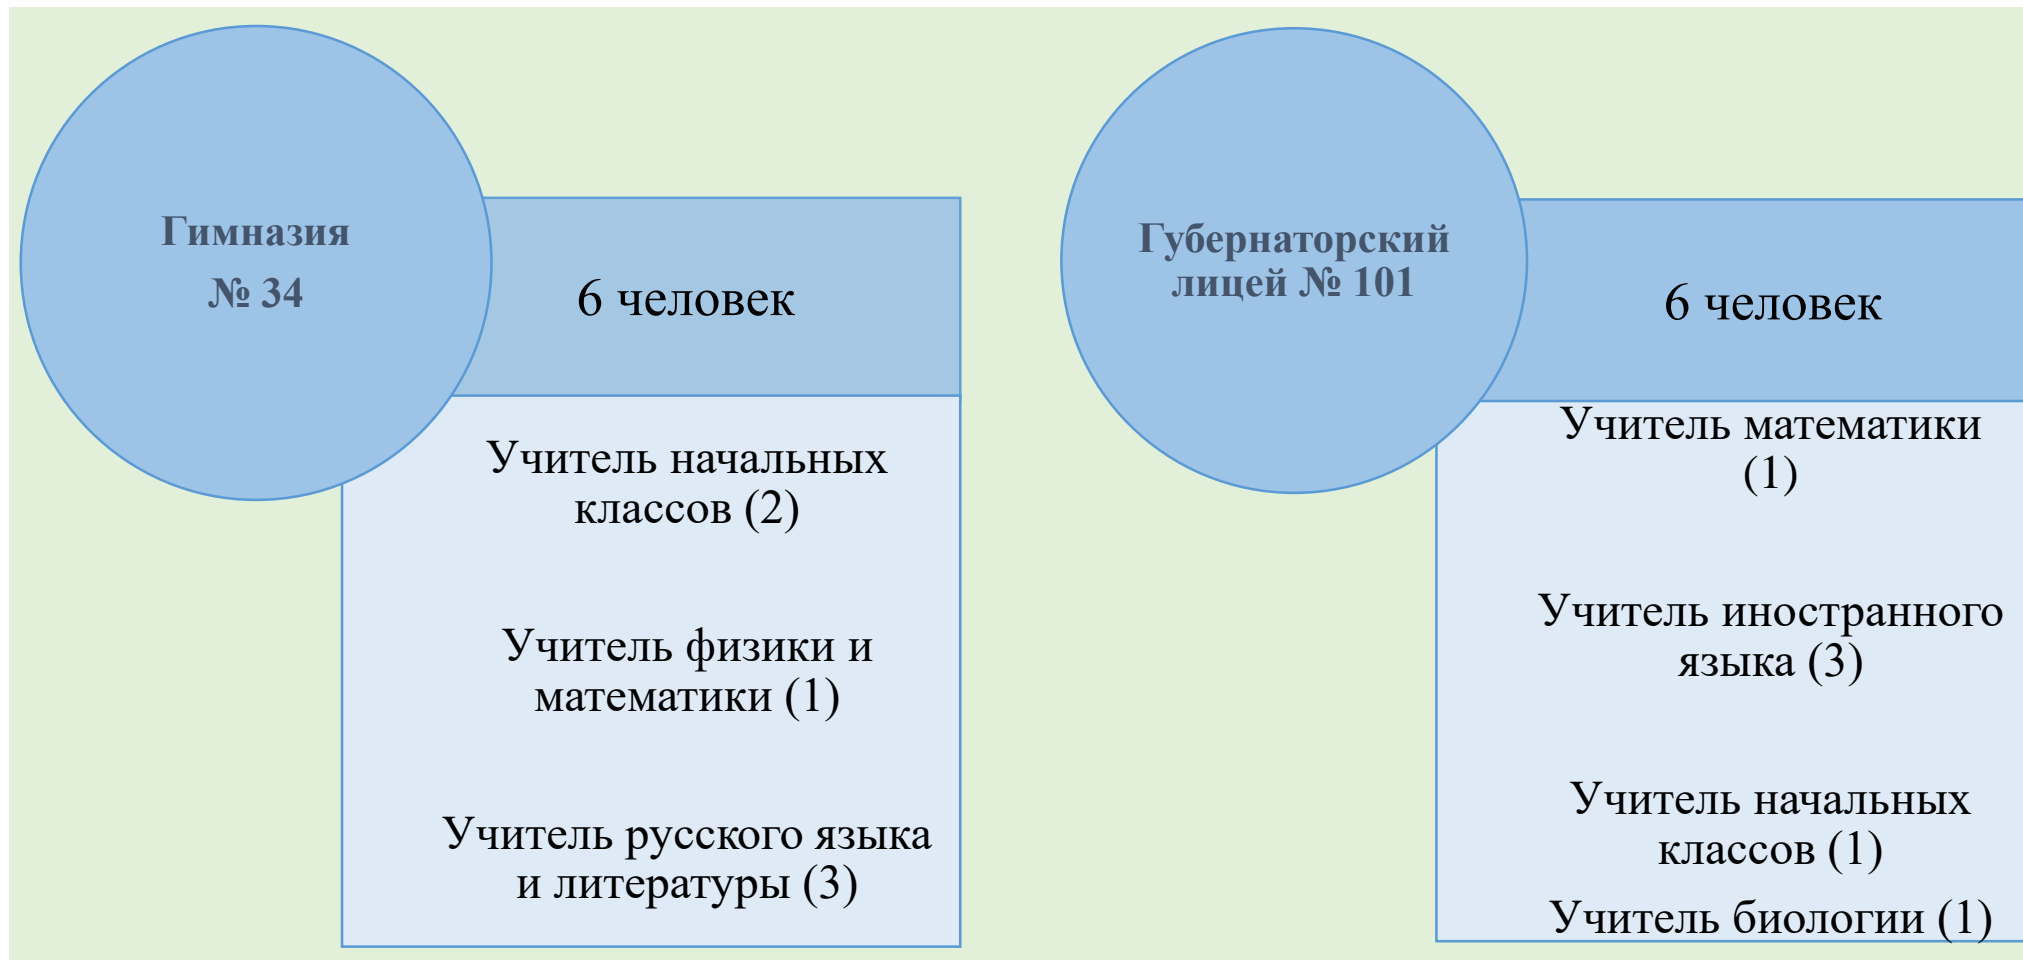 Гимназия
№ 34
6 человек
Учитель начальных
классов (2)
Учитель физики и
математики (1)
Учитель русского языка
и литературы (3)
Губернаторский
лицей № 101
6 человек
Учитель математики
(1)
Учитель иностранного
языка (3)
Учитель начальных
классов (1)
Учитель биологии (1)